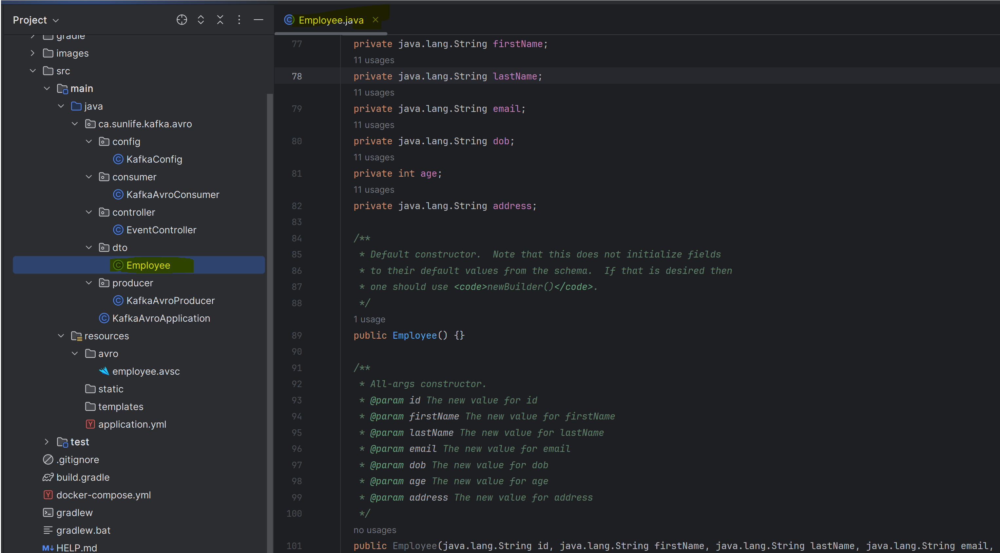 Project
Employee.java
gradle
images
src
main
java
ca.sunlife.kafka.avro
config
KafkaConfig
consumer
KafkaAvroConsumer
controller
EventController
dto
Employee
producer
KafkaAvroProducer
KafkaAvroApplication
resources
avro
employee.avsc
static
templates
application.yml
test
.gitignore
build.gradle
docker-compose.yml
gradlew
gradlew.bat
HELP.md
77 private java.lang.String firstName;
11 usages
78 private java.lang.String lastName;
11 usages
79 private java.lang.String email;
11 usages
80 private java.lang.String dob;
11 usages
81 private int age;
11 usages
82 private java.lang.String address;
83
84 /**
85 * Default constructor.  Note that this does not initialize fields
86 * to their default values from the schema.  If that is desired then
87 * one should use <code>newBuilder()</code>.
88 */
1 usage
89 public Employee() {}
90
91 /**
92 * All-args constructor.
93 * @param id The new value for id
94 * @param firstName The new value for firstName
95 * @param lastName The new value for lastName
96 * @param email The new value for email
97 * @param dob The new value for dob
98 * @param age The new value for age
99 * @param address The new value for address
100 */
no usages
101 public Employee(java.lang.String id, java.lang.String firstName, java.lang.String lastName, java.lang.String email,